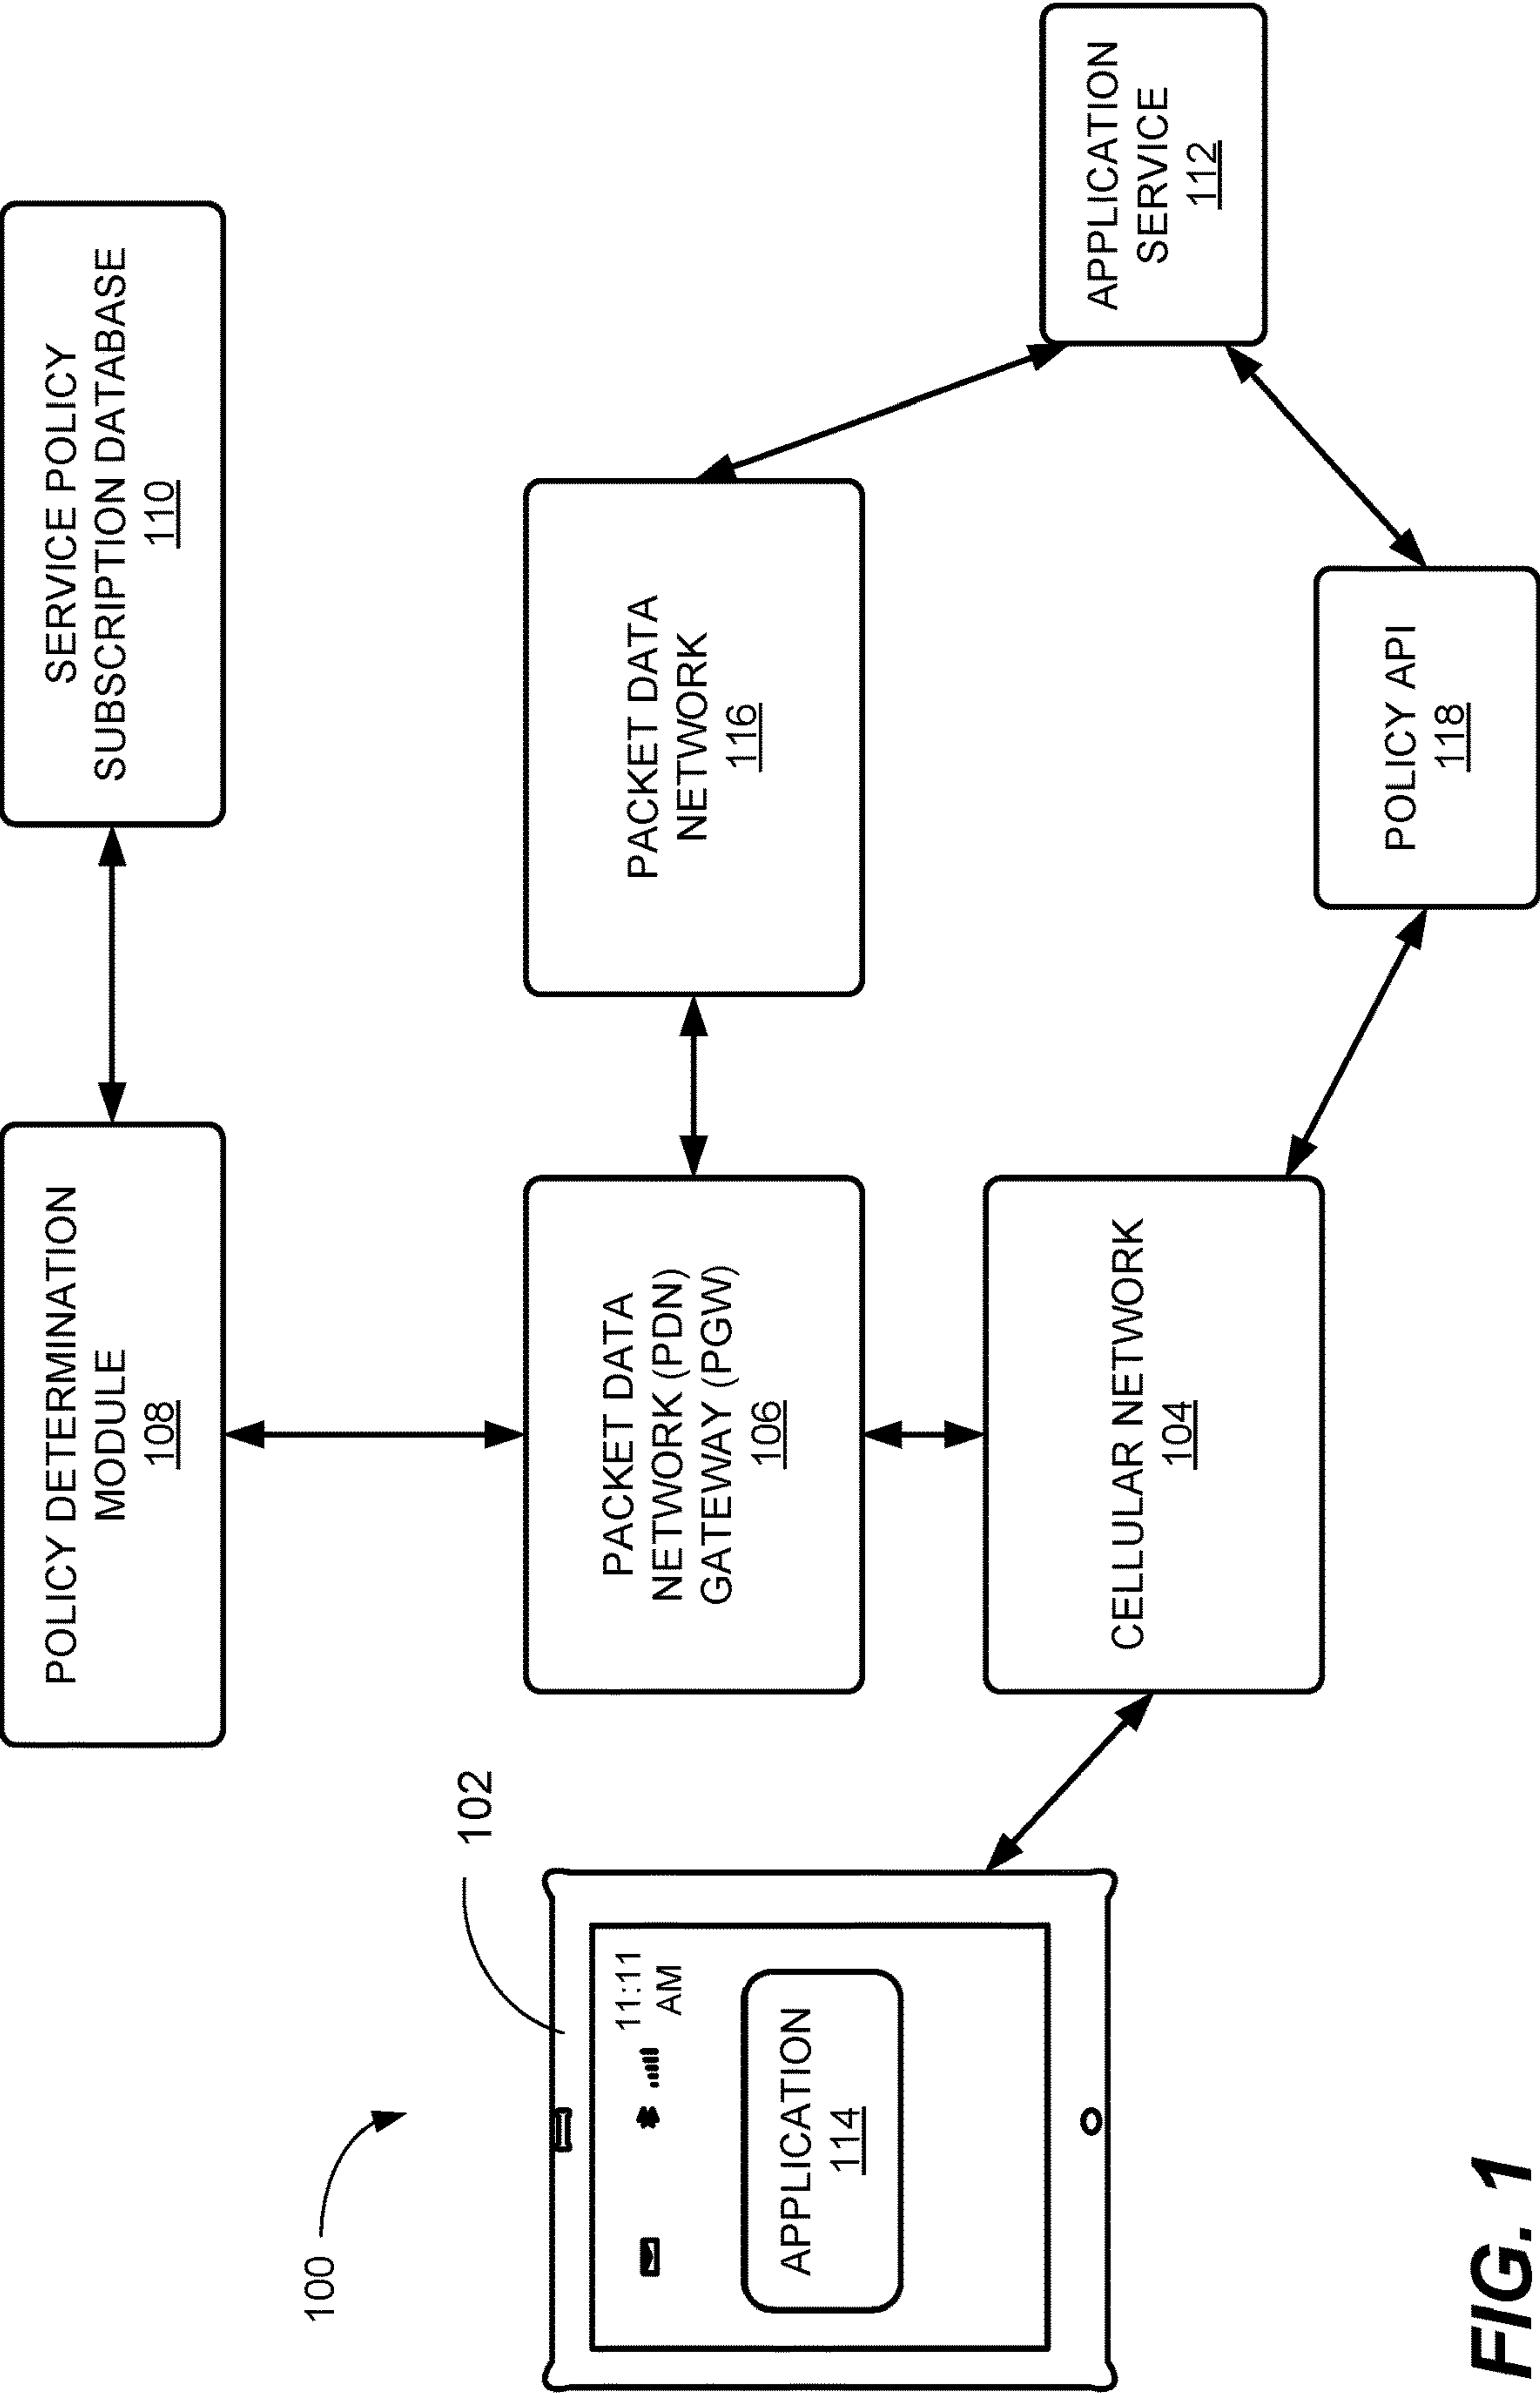 100
102
11:11
AM
APPLICATION
114
POLICY DETERMINATION
MODULE
108
SERVICE POLICY
SUBSCRIPTION DATABASE
110
PACKET DATA
NETWORK (PDN)
GATEWAY (PGW)
106
PACKET DATA
NETWORK
116
CELLULAR NETWORK
104
APPLICATION
SERVICE
112
POLICY API
118
FIG. 1